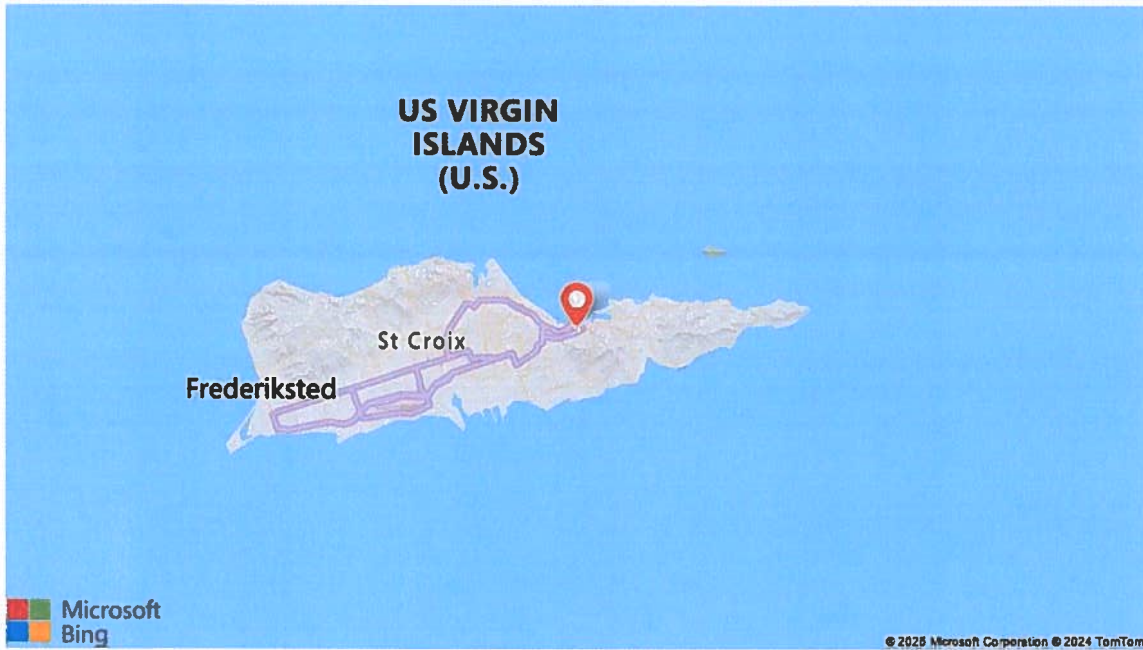 US VIRGIN
ISLANDS
(U.S.)
St Croix
Frederiksted
Microsoft
Bing
© 2025 Microsoft Corporation © 2024 TomTom